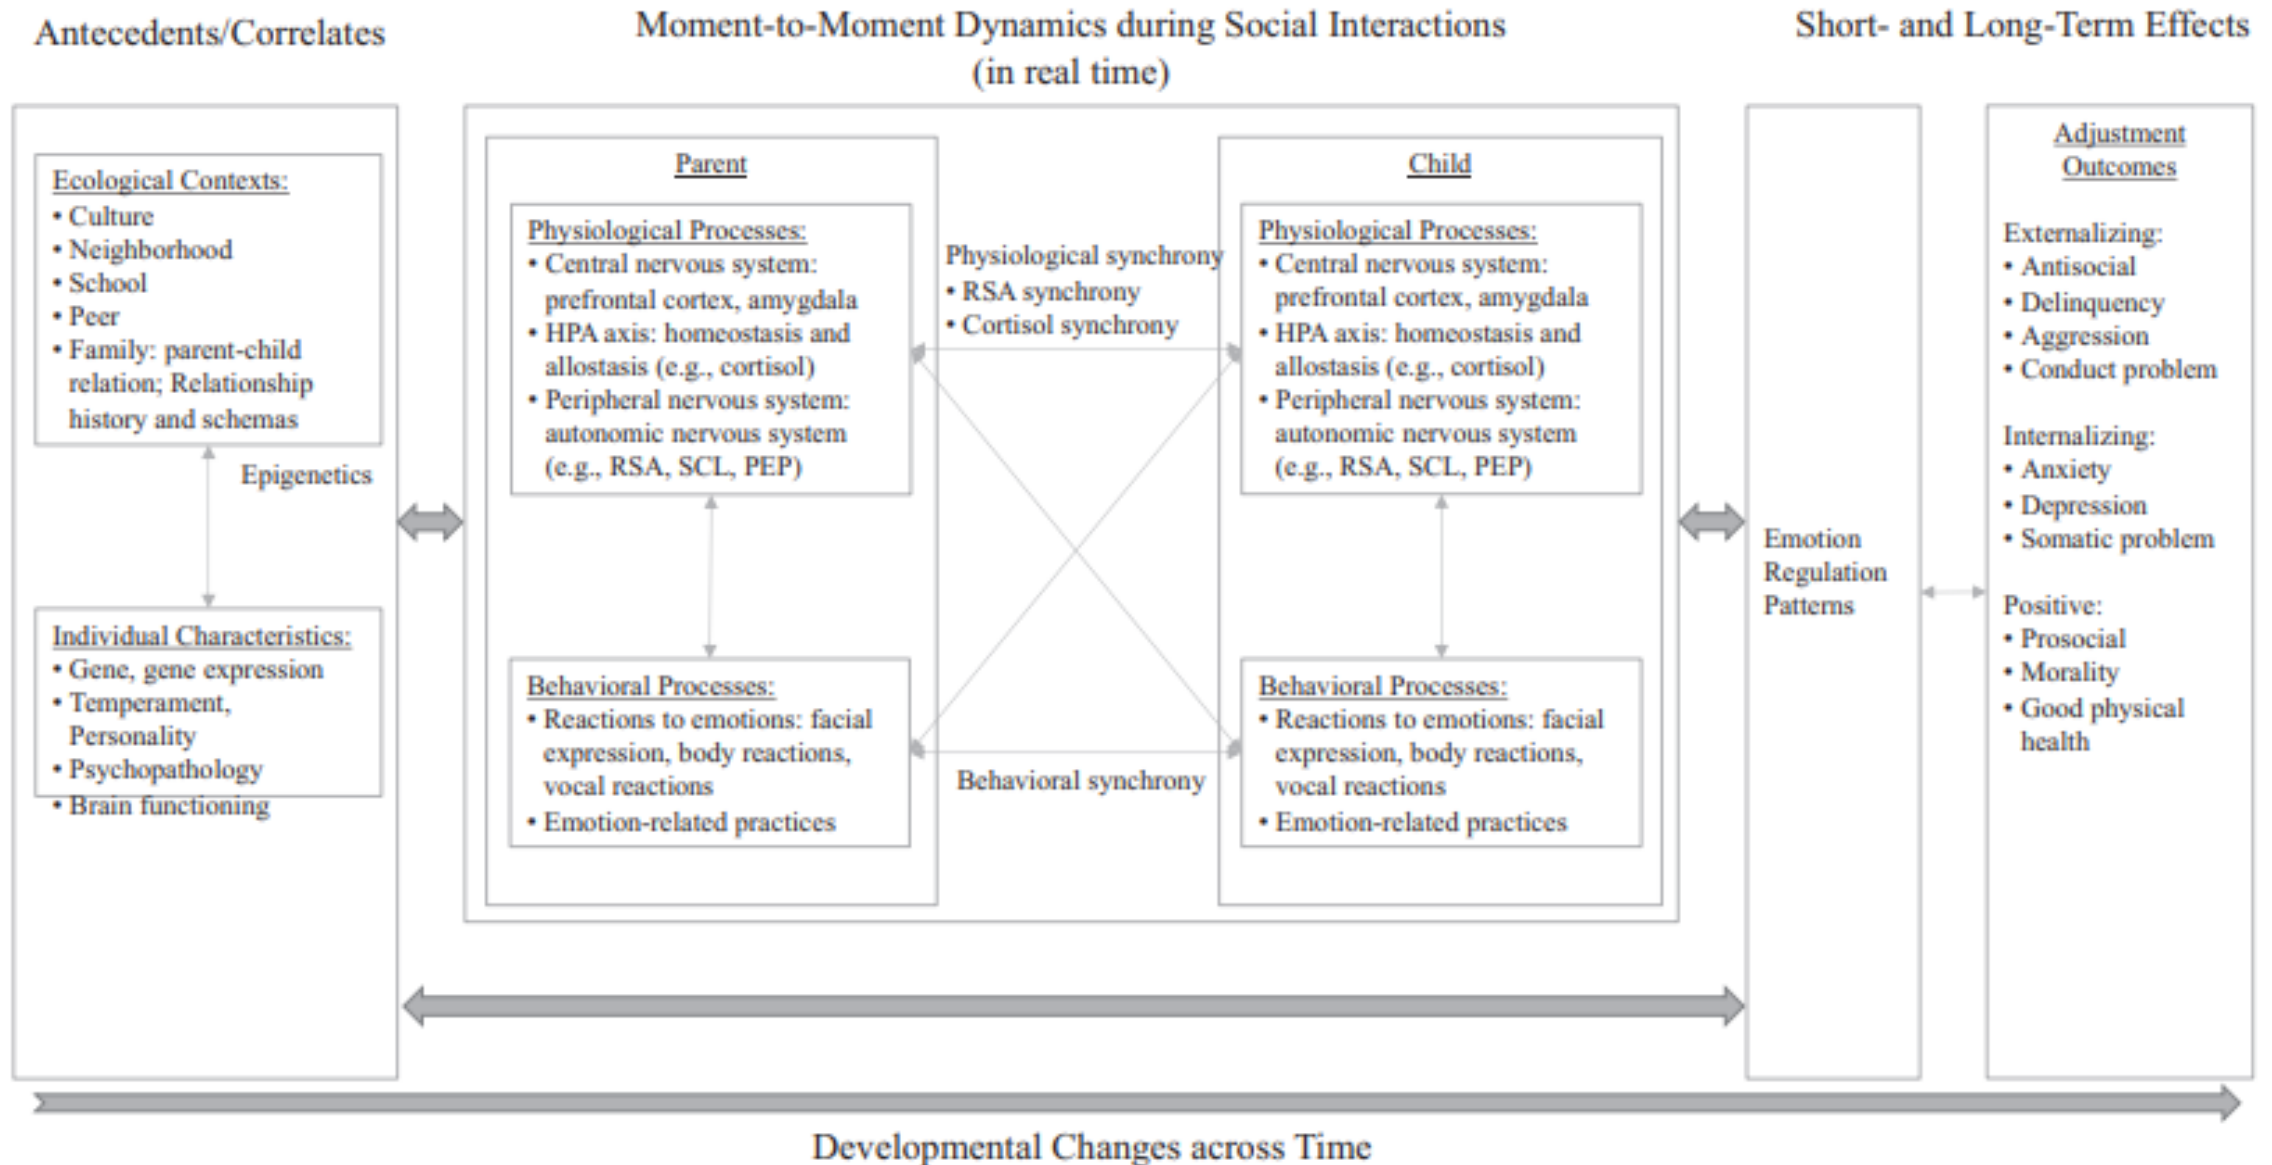 Antecedents/Correlates
Moment-to-Moment Dynamics during Social Interactions
(in real time)
Short- and Long-Term Effects
Ecological Contexts:
• Culture
• Neighborhood
• School
• Peer
• Family: parent-child
relation; Relationship
history and schemas
Epigenetics
Individual Characteristics:
• Gene, gene expression
• Temperament,
Personality
• Psychopathology
• Brain functioning
Parent
Physiological Processes:
• Central nervous system:
prefrontal cortex, amygdala
• HPA axis: homeostasis and
allostasis (e.g., cortisol)
• Peripheral nervous system:
autonomic nervous system
(e.g., RSA, SCL, PEP)
Behavioral Processes:
• Reactions to emotions: facial
expression, body reactions,
vocal reactions
• Emotion-related practices
Physiological synchrony
• RSA synchrony
• Cortisol synchrony
Behavioral synchrony
Child
Physiological Processes:
• Central nervous system:
prefrontal cortex, amygdala
• HPA axis: homeostasis and
allostasis (e.g., cortisol)
• Peripheral nervous system:
autonomic nervous system
(e.g., RSA, SCL, PEP)
Behavioral Processes:
• Reactions to emotions: facial
expression, body reactions,
vocal reactions
• Emotion-related practices
Emotion
Regulation
Patterns
Adjustment
Outcomes
Externalizing:
• Antisocial
• Delinquency
• Aggression
• Conduct problem
Internalizing:
• Anxiety
• Depression
• Somatic problem
Positive:
• Prosocial
• Morality
• Good physical
health
Developmental Changes across Time